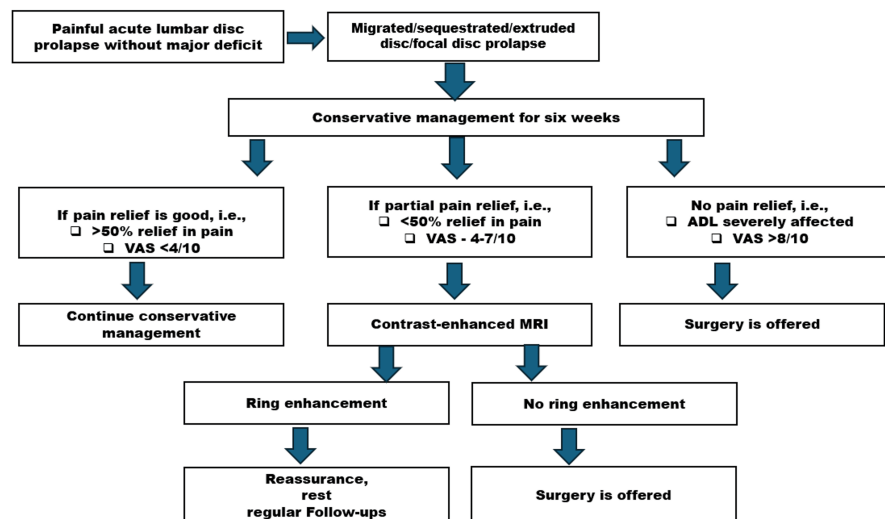 Painful acute lumbar disc
prolapse without major deficit
Migrated/sequestrated/extruded
disc/focal disc prolapse
Conservative management for six weeks
If pain relief is good, i.e.,
❑ >50% relief in pain
❑ VAS <4/10
If partial pain relief, i.e.,
❑ <50% relief in pain
❑ VAS - 4-7/10
No pain relief, i.e.,
❑ ADL severely affected
❑ VAS >8/10
Continue conservative
management
Contrast-enhanced MRI
Surgery is offered
Ring enhancement
No ring enhancement
Reassurance,
rest
regular Follow-ups
Surgery is offered